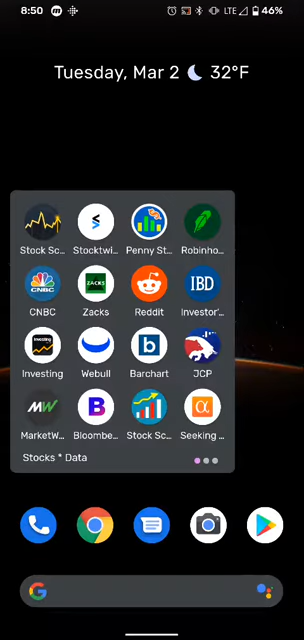 8:50 LTE 46%
Tuesday, Mar 2 32°F
Stock Sc... Stocktwi... Penny St... Robinho...
CNBC ZACKS IBD
CNBC Zacks Reddit Investor'...
Investing
Investing Webull Barchart JCP
MarketW... Bloombe... Stock Sc... Seeking ...
Stocks * Data